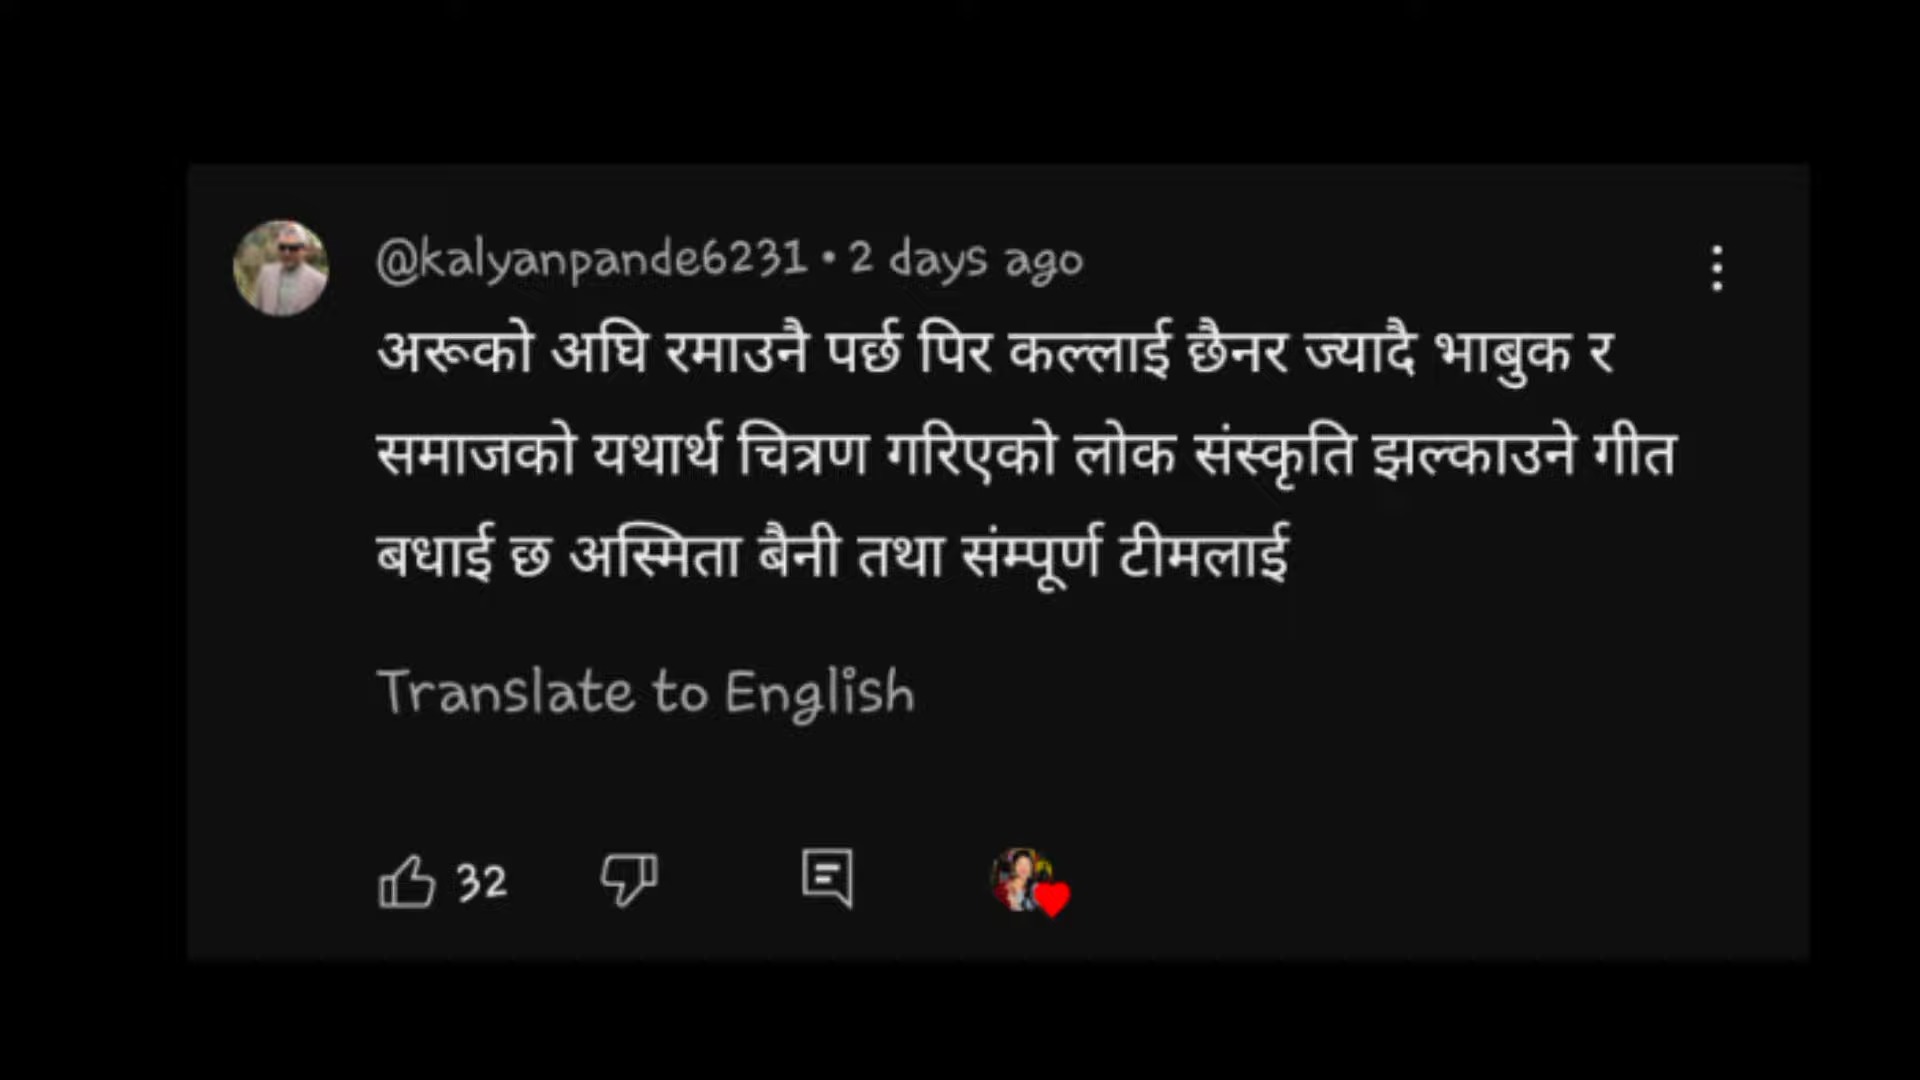 @kalyanpande6231 • 2 days ago
अरूको अघि रमाउनै पर्छ पिर कल्लाई छैनर ज्यादै भाबुक र
समाजको यथार्थ चित्रण गरिएको लोक संस्कृति झल्काउने गीत
बधाई छ अस्मिता बैनी तथा संम्पूर्ण टीमलाई
Translate to English
32